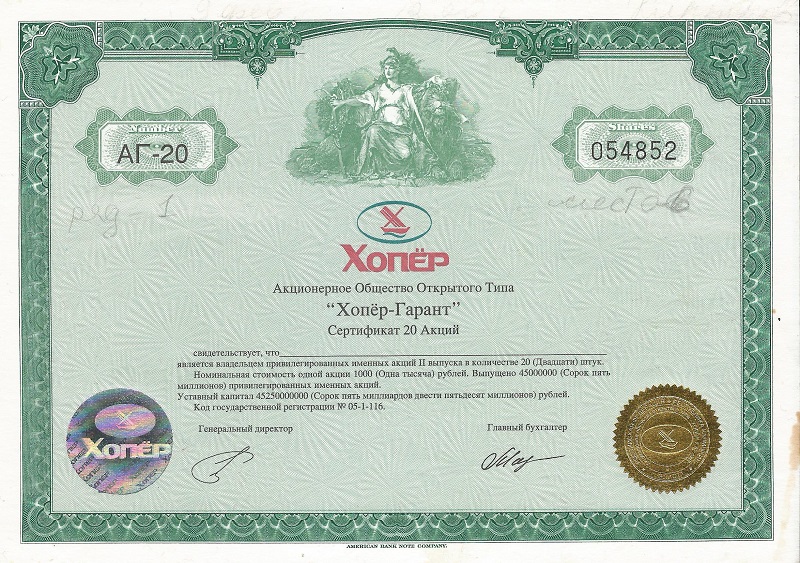 Number
АГ-20
Shares
054852
ряд 1
место 6
ХОПЁР
Акционерное Общество Открытого Типа
“Хопёр-Гарант”
Сертификат 20 Акций
свидетельствует, что
является владельцем привилегированных именных акций II выпуска в количестве 20 (Двадцати) штук.
Номинальная стоимость одной акции 1000 (Одна тысяча) рублей. Выпущено 45000000 (Сорок пять
миллионов) привилегированных именных акций.
Уставный капитал 45250000000 (Сорок пять миллиардов двести пятьдесят миллионов) рублей.
Код государственной регистрации № 05-1-116.
Генеральный директор
Главный бухгалтер
ХОПЁР
AMERICAN BANK NOTE COMPANY.